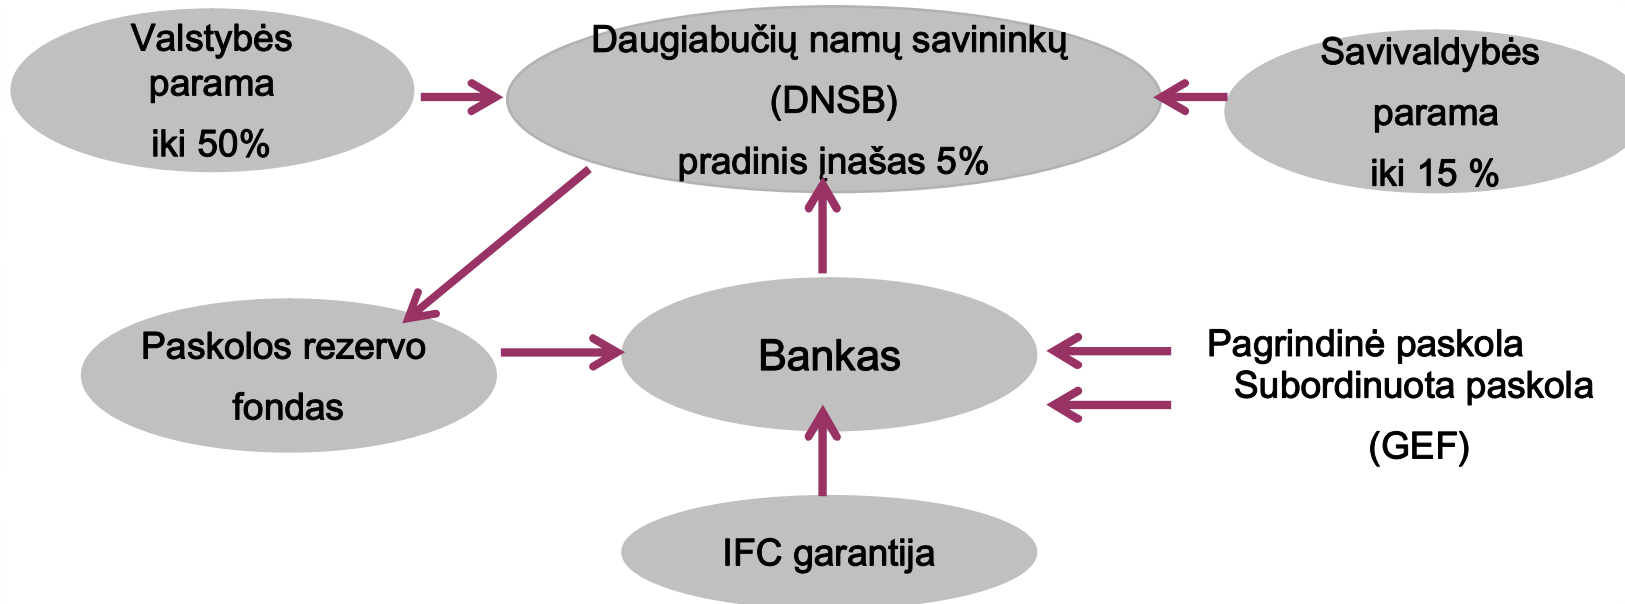 Valstybės
parama
iki 50%
Daugiabučių namų savininkų
(DNSB)
pradinis įnašas 5%
Savivaldybės
parama
iki 15 %
Paskolos rezervo
fondas
Bankas
Pagrindinė paskola
Subordinuota paskola
(GEF)
IFC garantija